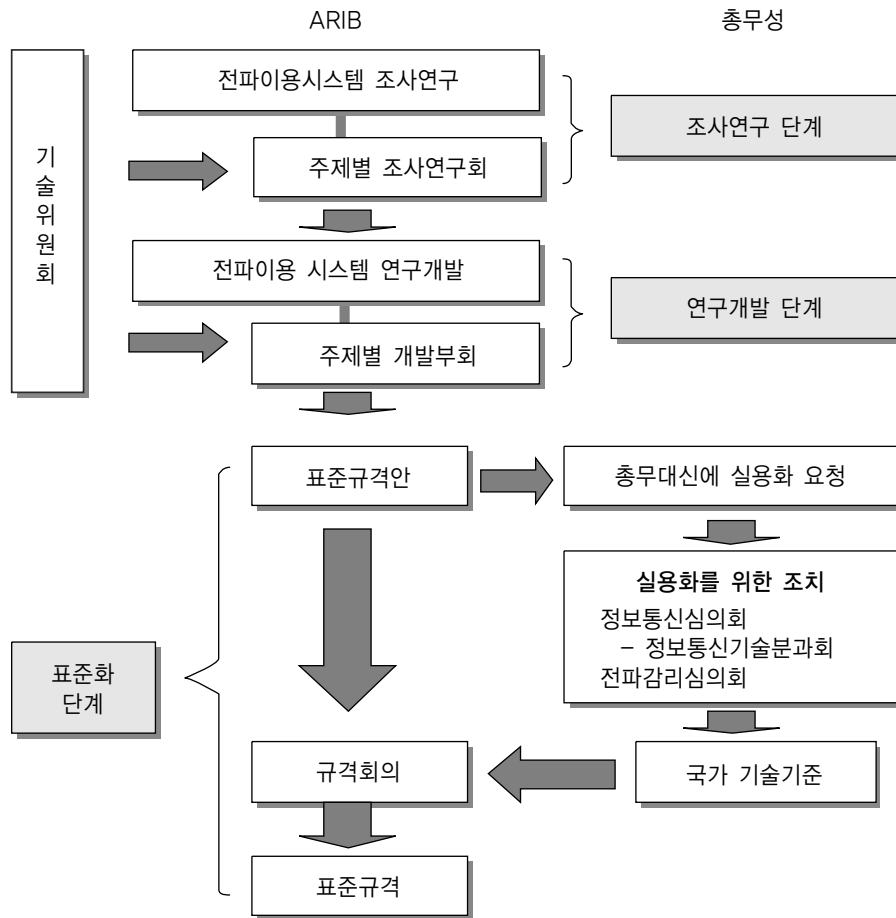 ARIB
총무성
전파이용시스템 조사연구
조사연구 단계
기
술
위
원
회
주제별 조사연구회
전파이용 시스템 연구개발
연구개발 단계
주제별 개발부회
표준규격안
총무대신에 실용화 요청
실용화를 위한 조치
정보통신심의회
– 정보통신기술분과회
전파감리심의회
표준화
단계
규격회의
국가 기술기준
표준규격